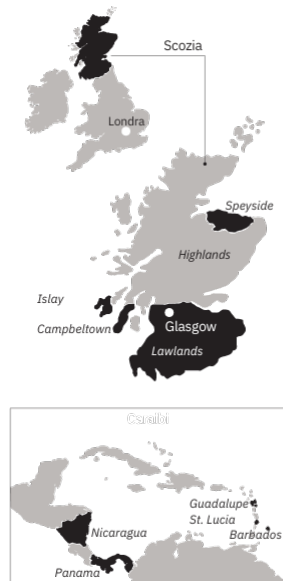 Scozia
Londra
Speyside
Highlands
Islay
Campbeltown
Glasgow
Lawlands
Caraibi
Guadalupe
St. Lucia
Barbados
Nicaragua
Panama